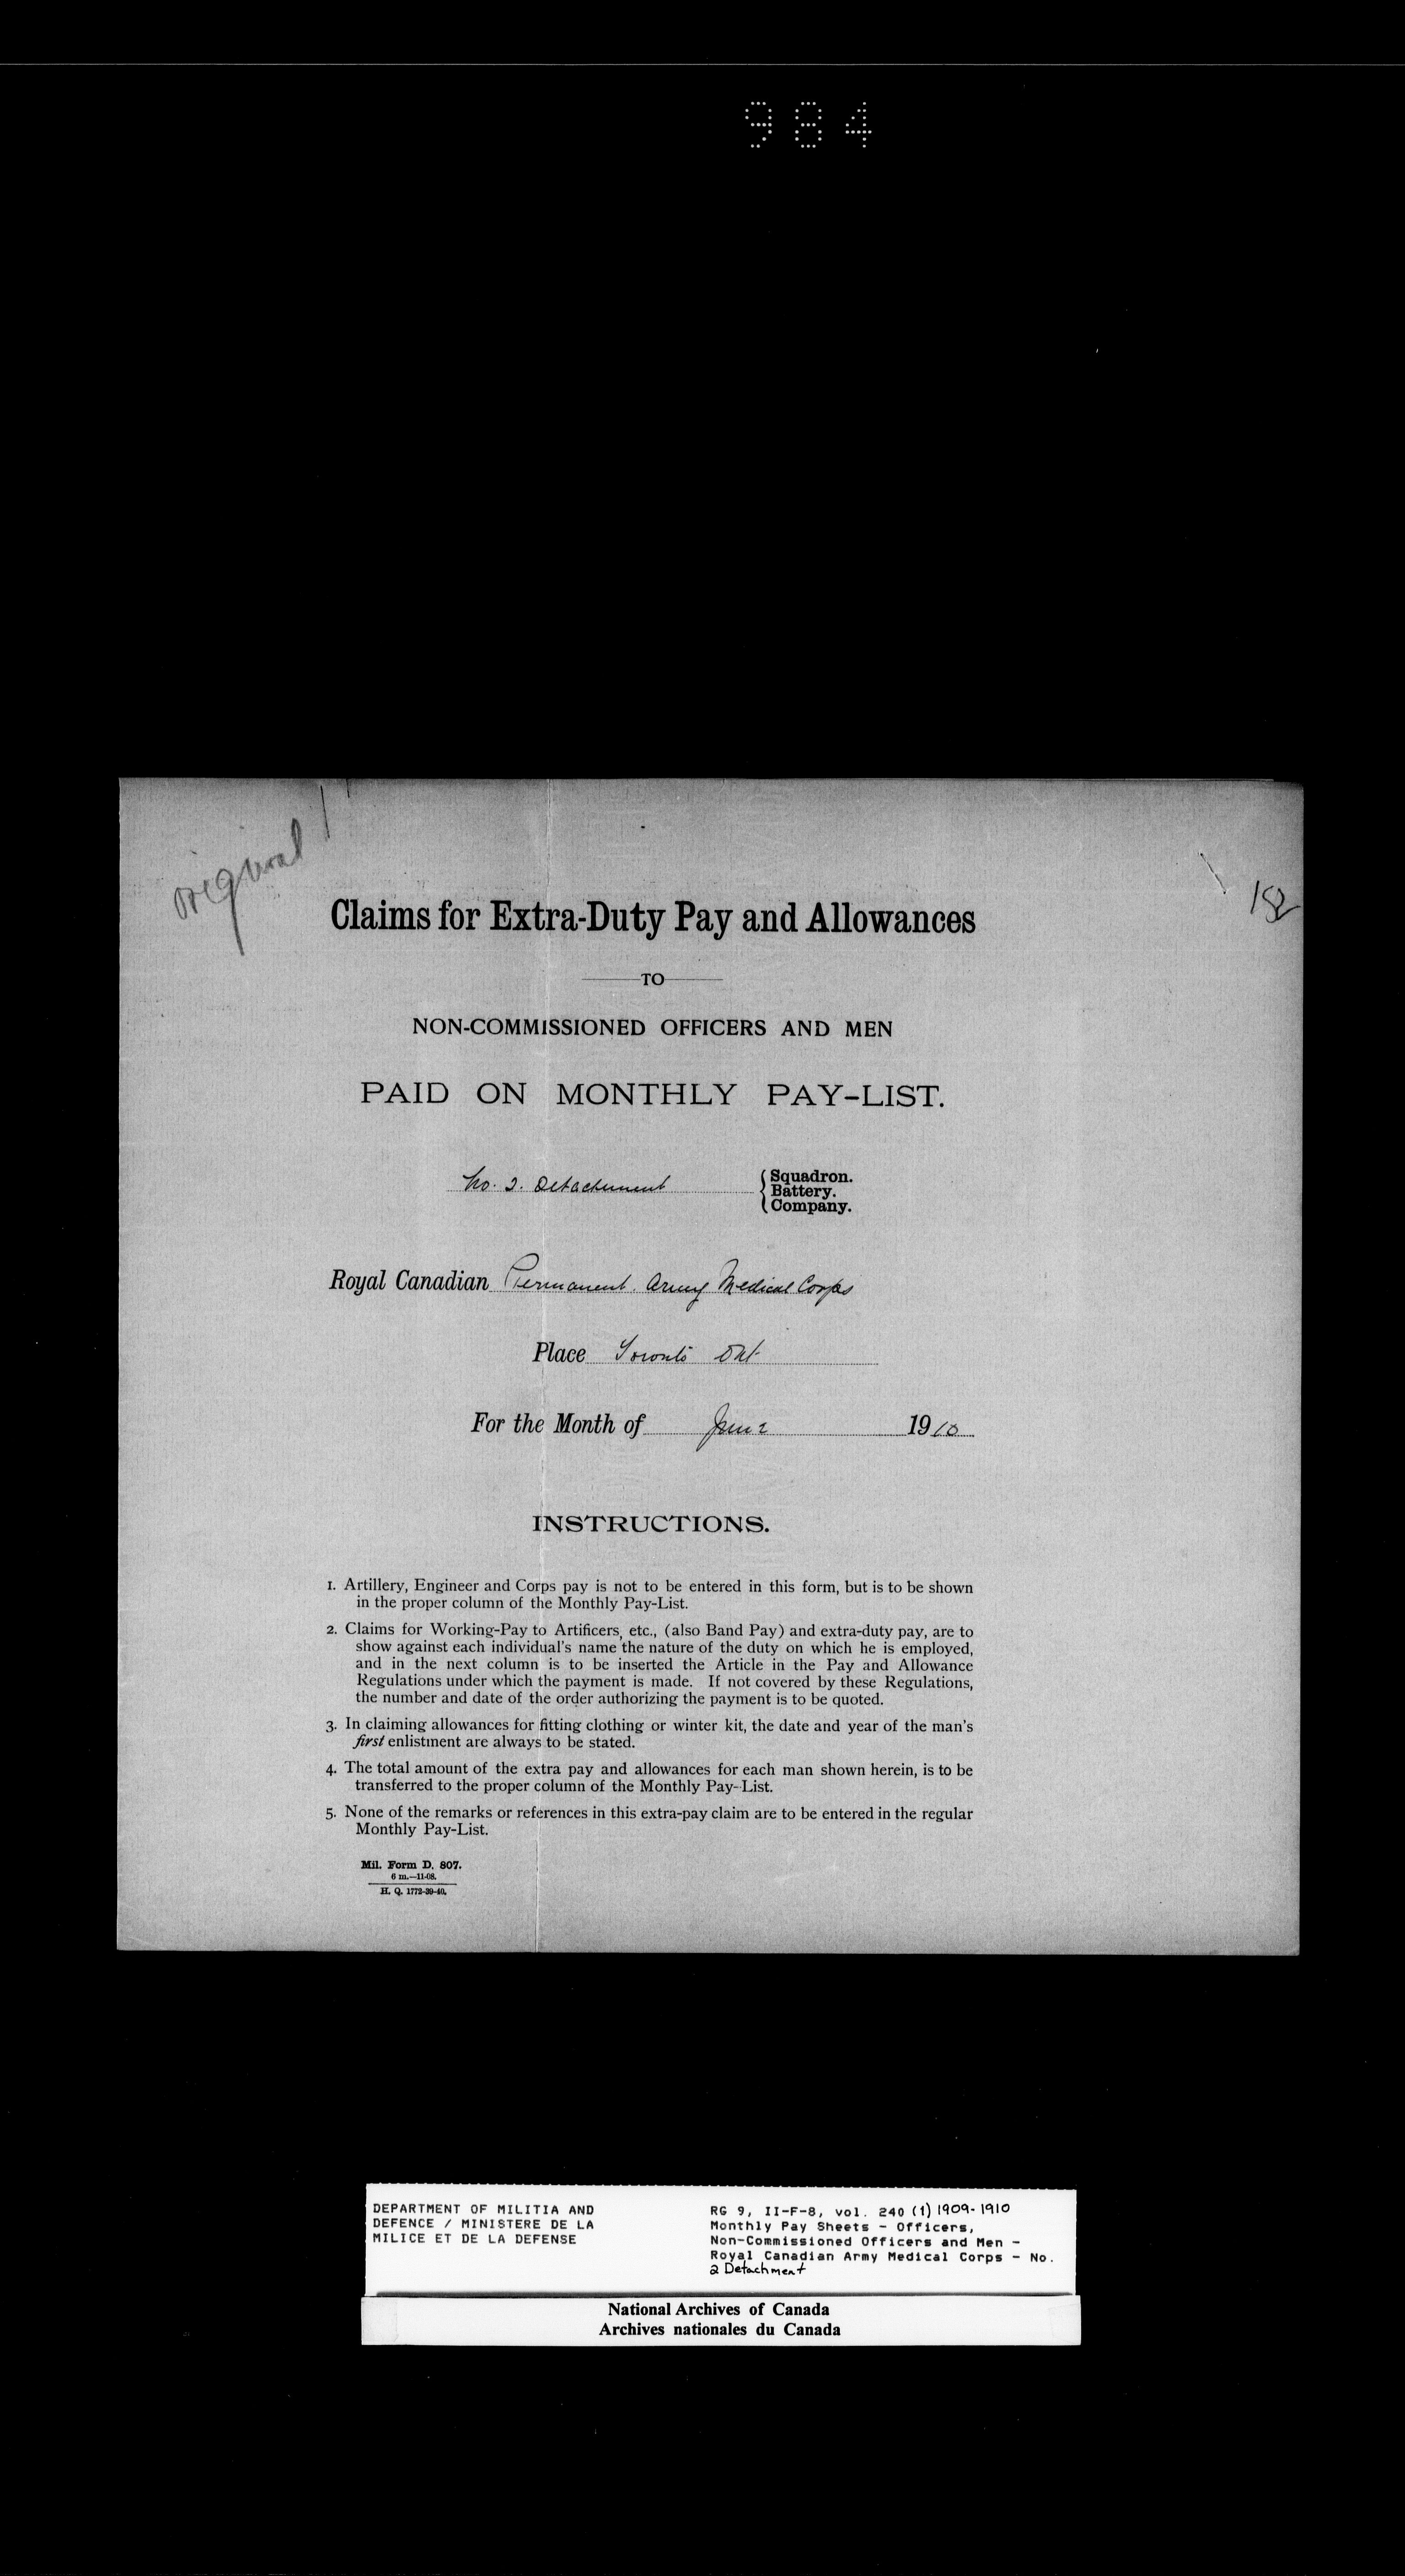 984
original
182
Claims for Extra-Duty Pay and Allowances
TO
NON-COMMISSIONED OFFICERS AND MEN
PAID ON MONTHLY PAY-LIST.
No. 2. Detachment { Squadron.
Battery.
Company.
Royal Canadian Permanent Army Medical Corps
Place Toronto Ont.
For the Month of June 1910
INSTRUCTIONS.
1. Artillery, Engineer and Corps pay is not to be entered in this form, but is to be shown
in the proper column of the Monthly Pay-List.
2. Claims for Working-Pay to Artificers, etc., (also Band Pay) and extra-duty pay, are to
show against each individual's name the nature of the duty on which he is employed,
and in the next column is to be inserted the Article in the Pay and Allowance
Regulations under which the payment is made. If not covered by these Regulations,
the number and date of the order authorizing the payment is to be quoted.
3. In claiming allowances for fitting clothing or winter kit, the date and year of the man's
first enlistment are always to be stated.
4. The total amount of the extra pay and allowances for each man shown herein, is to be
transferred to the proper column of the Monthly Pay-List.
5. None of the remarks or references in this extra-pay claim are to be entered in the regular
Monthly Pay-List.
Mil. Form D. 807.
6 m.—11-08.
H. Q. 1772-39-40.
DEPARTMENT OF MILITIA AND
DEFENCE / MINISTERE DE LA
MILICE ET DE LA DEFENSE
RG 9, II-F-8, vol. 240 (1) 1909-1910
Monthly Pay Sheets - Officers,
Non-Commissioned Officers and Men -
Royal Canadian Army Medical Corps - No.
2 Detachment
National Archives of Canada
Archives nationales du Canada